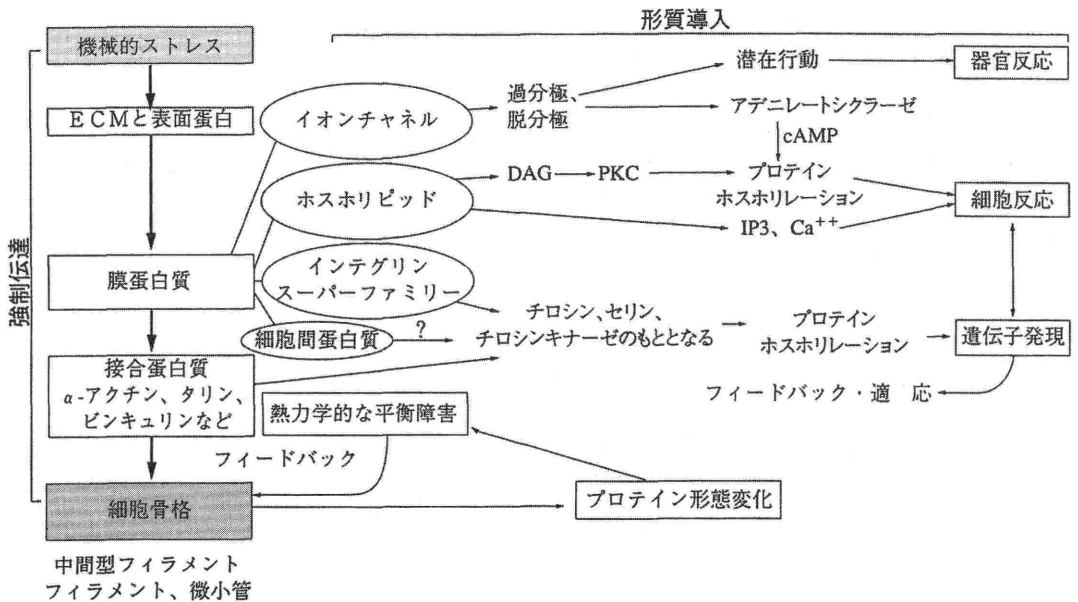 形質導入
機械的ストレス
ECMと表面蛋白
膜蛋白質
接合蛋白質
α-アクチン、タリン、
ビンキュリンなど
細胞骨格
中間型フィラメント
フィラメント、微小管
強制伝達
イオンチャネル
過分極、
脱分極
潜在行動
器官反応
アデニレートシクラーゼ
cAMP
ホスホリピッド
DAG
PKC
プロテイン
ホスホリレーション
IP3、Ca⁺⁺
細胞反応
インテグリン
スーパーファミリー
細胞間蛋白質
?
チロシン、セリン、
チロシンキナーゼのもととなる
プロテイン
ホスホリレーション
遺伝子発現
フィードバック・適 応
熱力学的な平衡障害
フィードバック
プロテイン形態変化